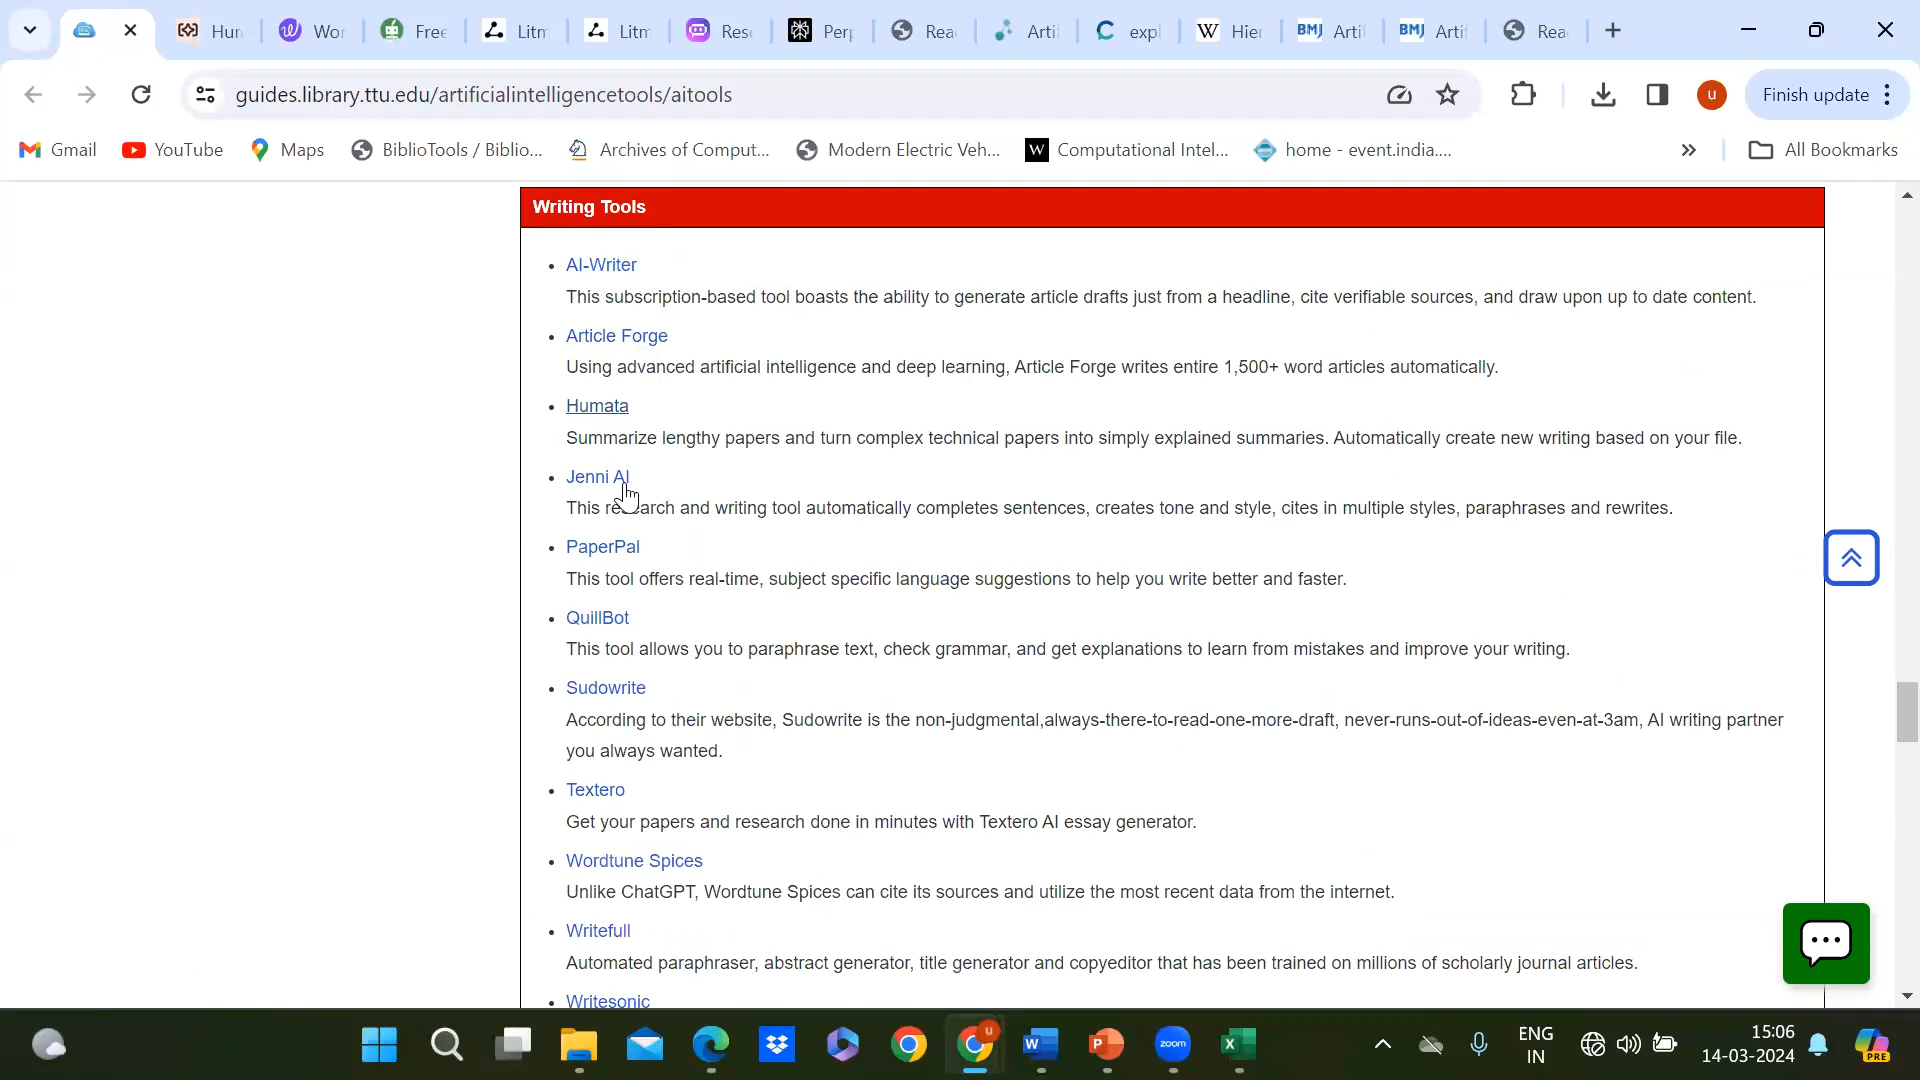 Hum
Wor
Free
Litm
Litm
Rese
Perp
Rea
Arti
expl
W Hier
BMJ Arti
BMJ Arti
Rea
guides.library.ttu.edu/artificialintelligencetools/aitools
u
Finish update
Gmail
YouTube
Maps
BiblioTools / Biblio...
Archives of Comput...
Modern Electric Veh...
W Computational Intel...
home - event.india....
All Bookmarks
Writing Tools
AI-Writer
This subscription-based tool boasts the ability to generate article drafts just from a headline, cite verifiable sources, and draw upon up to date content.
Article Forge
Using advanced artificial intelligence and deep learning, Article Forge writes entire 1,500+ word articles automatically.
Humata
Summarize lengthy papers and turn complex technical papers into simply explained summaries. Automatically create new writing based on your file.
Jenni AI
This research and writing tool automatically completes sentences, creates tone and style, cites in multiple styles, paraphrases and rewrites.
PaperPal
This tool offers real-time, subject specific language suggestions to help you write better and faster.
QuillBot
This tool allows you to paraphrase text, check grammar, and get explanations to learn from mistakes and improve your writing.
Sudowrite
According to their website, Sudowrite is the non-judgmental,always-there-to-read-one-more-draft, never-runs-out-of-ideas-even-at-3am, AI writing partner
you always wanted.
Textero
Get your papers and research done in minutes with Textero AI essay generator.
Wordtune Spices
Unlike ChatGPT, Wordtune Spices can cite its sources and utilize the most recent data from the internet.
Writefull
Automated paraphraser, abstract generator, title generator and copyeditor that has been trained on millions of scholarly journal articles.
Writesonic
u
W
P
zoom
X
ENG
IN
15:06
14-03-2024
PRE